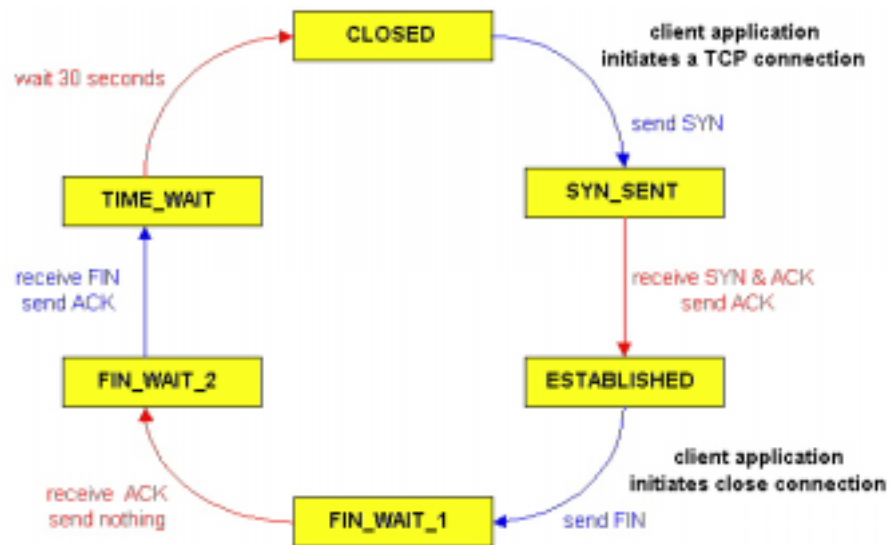 CLOSED
client application
initiates a TCP connection
wait 30 seconds
send SYN
TIME_WAIT
SYN_SENT
receive FIN
send ACK
receive SYN & ACK
send ACK
FIN_WAIT_2
ESTABLISHED
client application
initiates close connection
receive ACK
send nothing
FIN_WAIT_1
send FIN